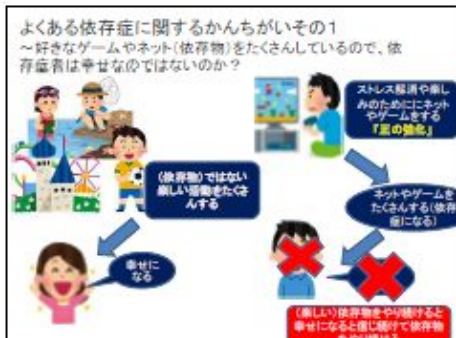 よくある依存症に関するかんちがいその1
～好きなゲームやネット(依存物)をたくさんしているので、依
存症者は幸せなのではないのか？
ストレス解消や楽し
みのためににネット
やゲームをする
『正の強化』
(依存物)ではない
楽しい活動をたくさ
んする
ネットやゲームを
たくさんする(依存
症になる)
幸せに
なる
(楽しい)依存物をやり続けると
幸せになると信じ続けて依存物